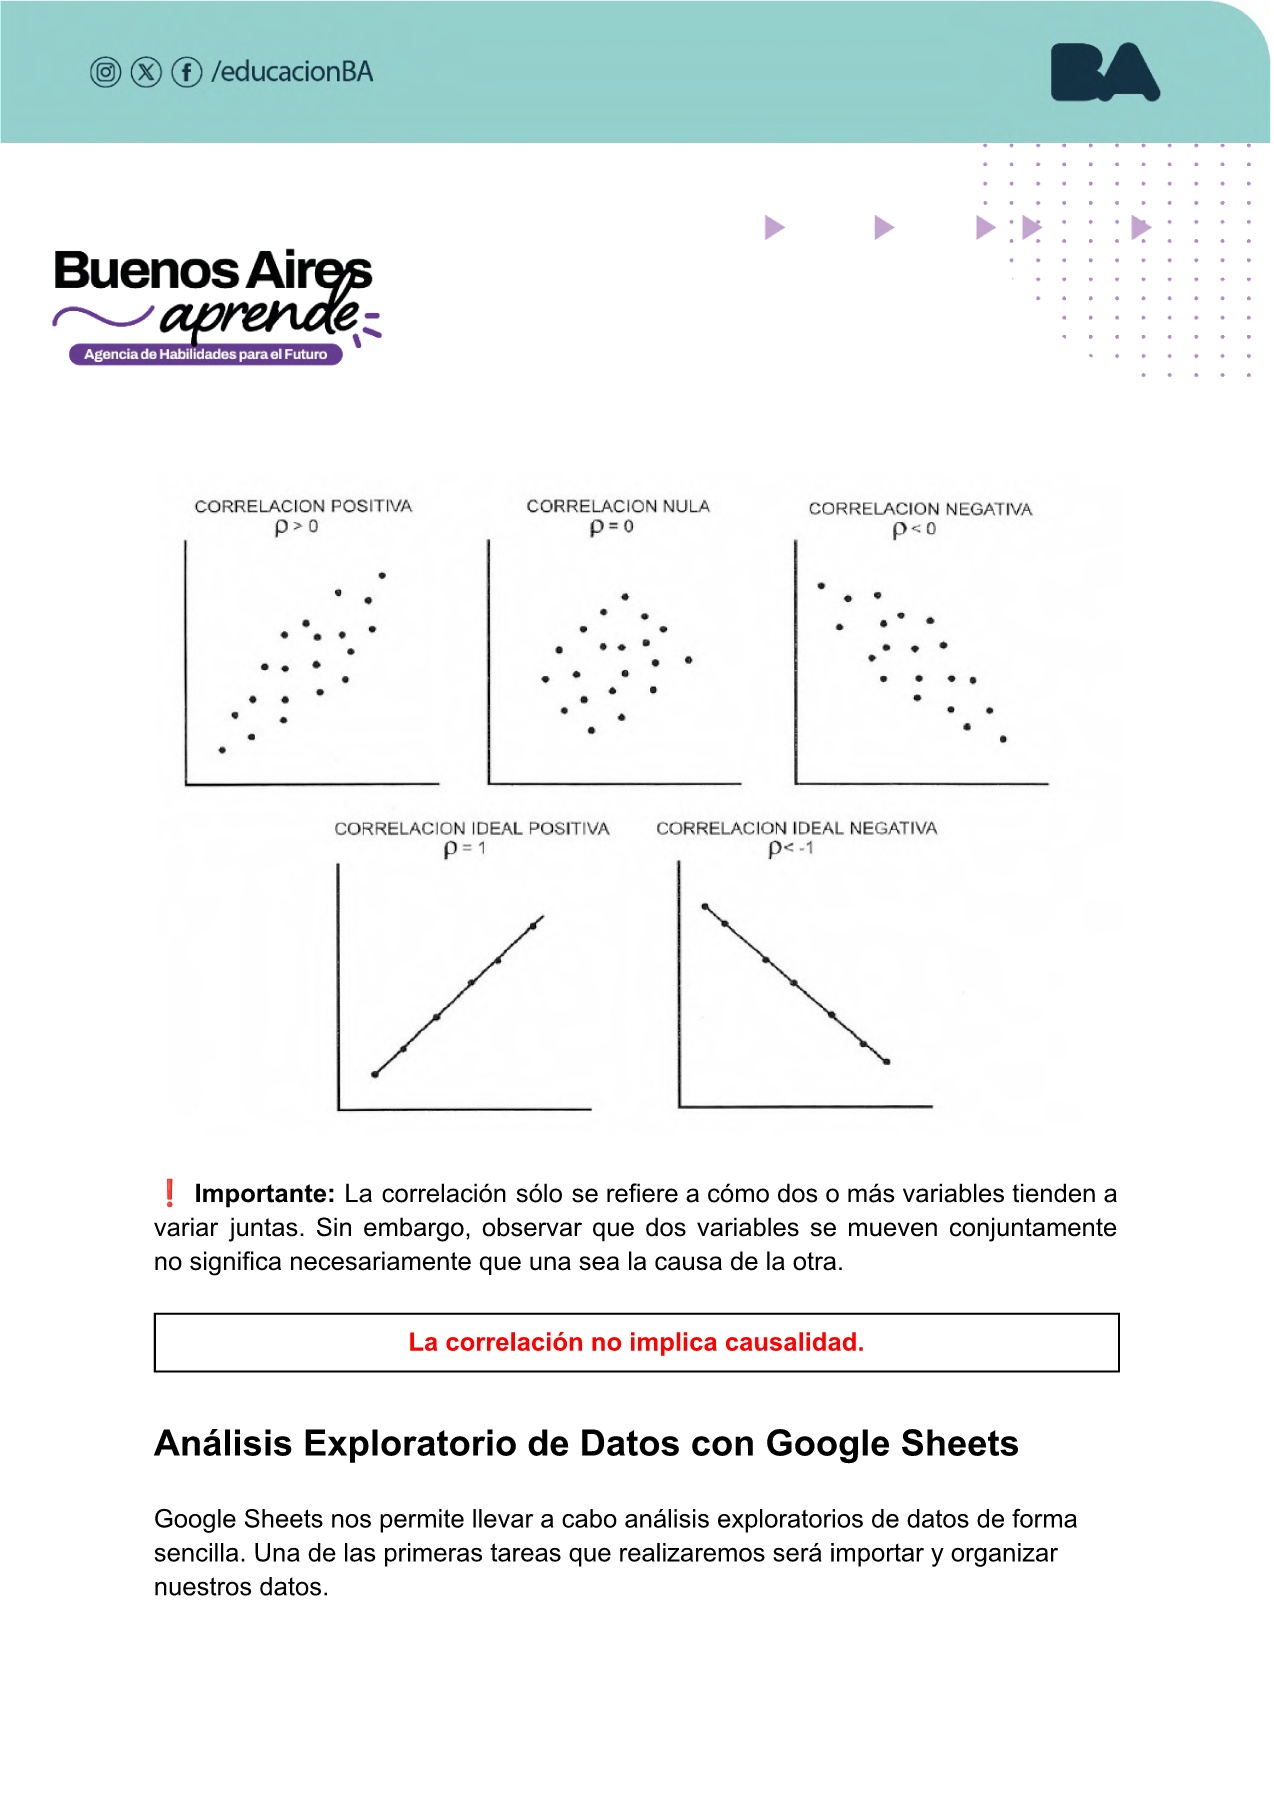 /educacionBA
BA
Buenos Aires
aprende
Agencia de Habilidades para el Futuro
CORRELACION POSITIVA
ρ > 0
CORRELACION NULA
ρ = 0
CORRELACION NEGATIVA
ρ < 0
CORRELACION IDEAL POSITIVA
ρ = 1
CORRELACION IDEAL NEGATIVA
ρ< -1
❗ Importante: La correlación sólo se refiere a cómo dos o más variables tienden a
variar juntas. Sin embargo, observar que dos variables se mueven conjuntamente
no significa necesariamente que una sea la causa de la otra.
La correlación no implica causalidad.
Análisis Exploratorio de Datos con Google Sheets
Google Sheets nos permite llevar a cabo análisis exploratorios de datos de forma
sencilla. Una de las primeras tareas que realizaremos será importar y organizar
nuestros datos.